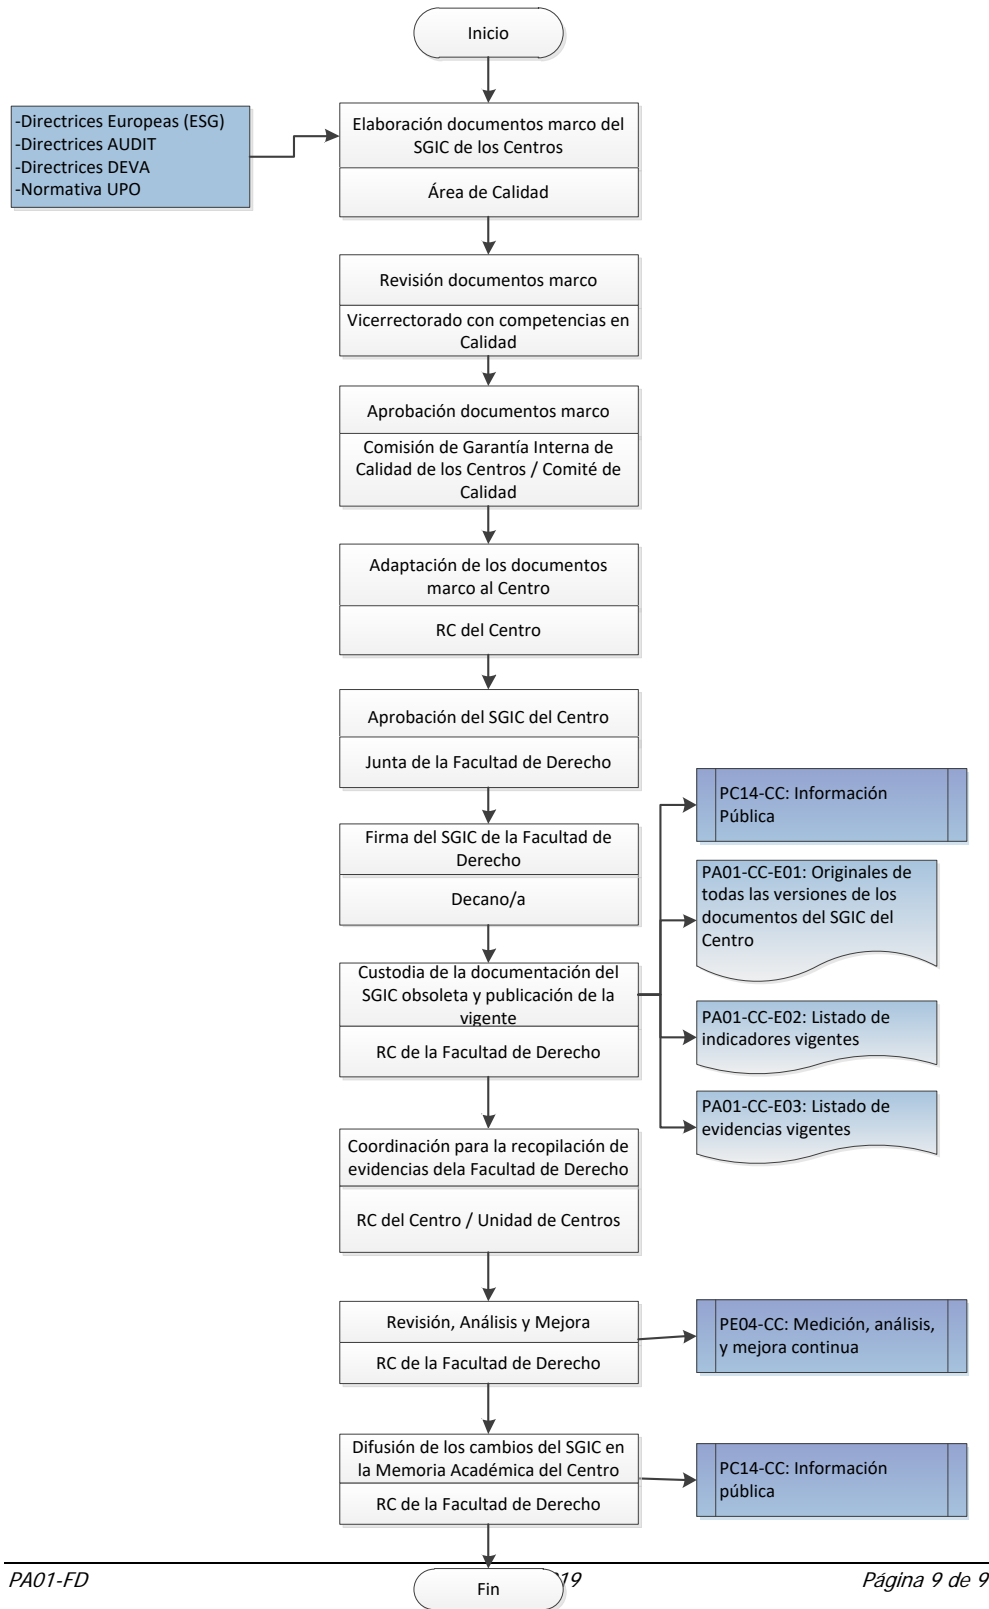 Inicio
-Directrices Europeas (ESG)
-Directrices AUDIT
-Directrices DEVA
-Normativa UPO
Elaboración documentos marco del
SGIC de los Centros
Área de Calidad
Revisión documentos marco
Vicerrectorado con competencias en
Calidad
Aprobación documentos marco
Comisión de Garantía Interna de
Calidad de los Centros / Comité de
Calidad
Adaptación de los documentos
marco al Centro
RC del Centro
Aprobación del SGIC del Centro
Junta de la Facultad de Derecho
Firma del SGIC de la Facultad de
Derecho
Decano/a
Custodia de la documentación del
SGIC obsoleta y publicación de la
vigente
RC de la Facultad de Derecho
PC14-CC: Información
Pública
PA01-CC-E01: Originales de
todas las versiones de los
documentos del SGIC del
Centro
PA01-CC-E02: Listado de
indicadores vigentes
PA01-CC-E03: Listado de
evidencias vigentes
Coordinación para la recopilación de
evidencias dela Facultad de Derecho
RC del Centro / Unidad de Centros
Revisión, Análisis y Mejora
RC de la Facultad de Derecho
PE04-CC: Medición, análisis,
y mejora continua
Difusión de los cambios del SGIC en
la Memoria Académica del Centro
RC de la Facultad de Derecho
PC14-CC: Información
pública
Fin
PA01-FD
Página 9 de 9